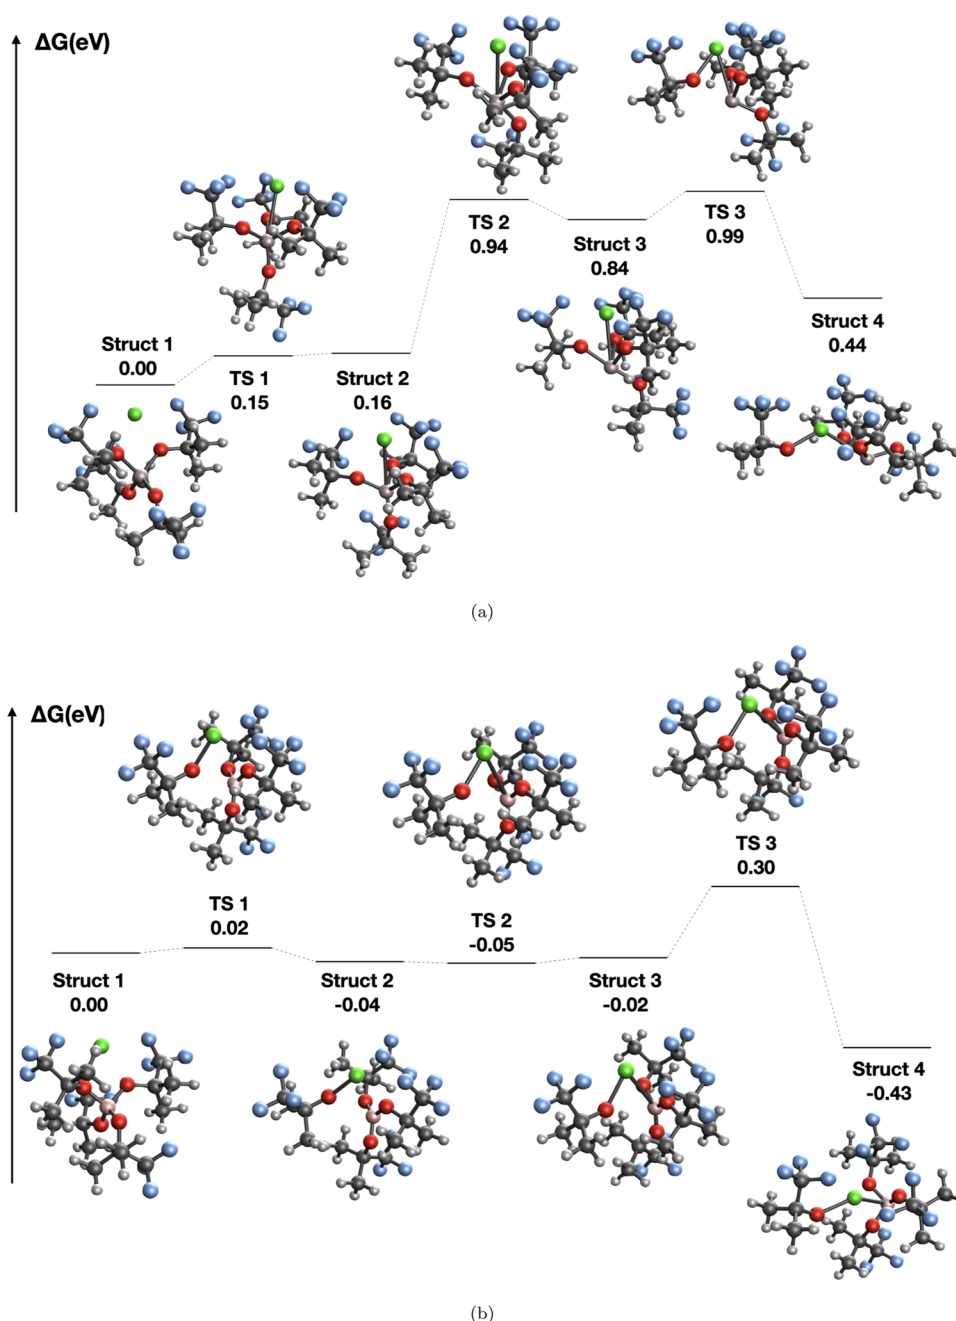 ΔG(eV)
Struct 1
0.00
TS 1
0.15
Struct 2
0.16
TS 2
0.94
Struct 3
0.84
TS 3
0.99
Struct 4
0.44
(a)
ΔG(eV)
Struct 1
0.00
TS 1
0.02
Struct 2
-0.04
TS 2
-0.05
Struct 3
-0.02
TS 3
0.30
Struct 4
-0.43
(b)